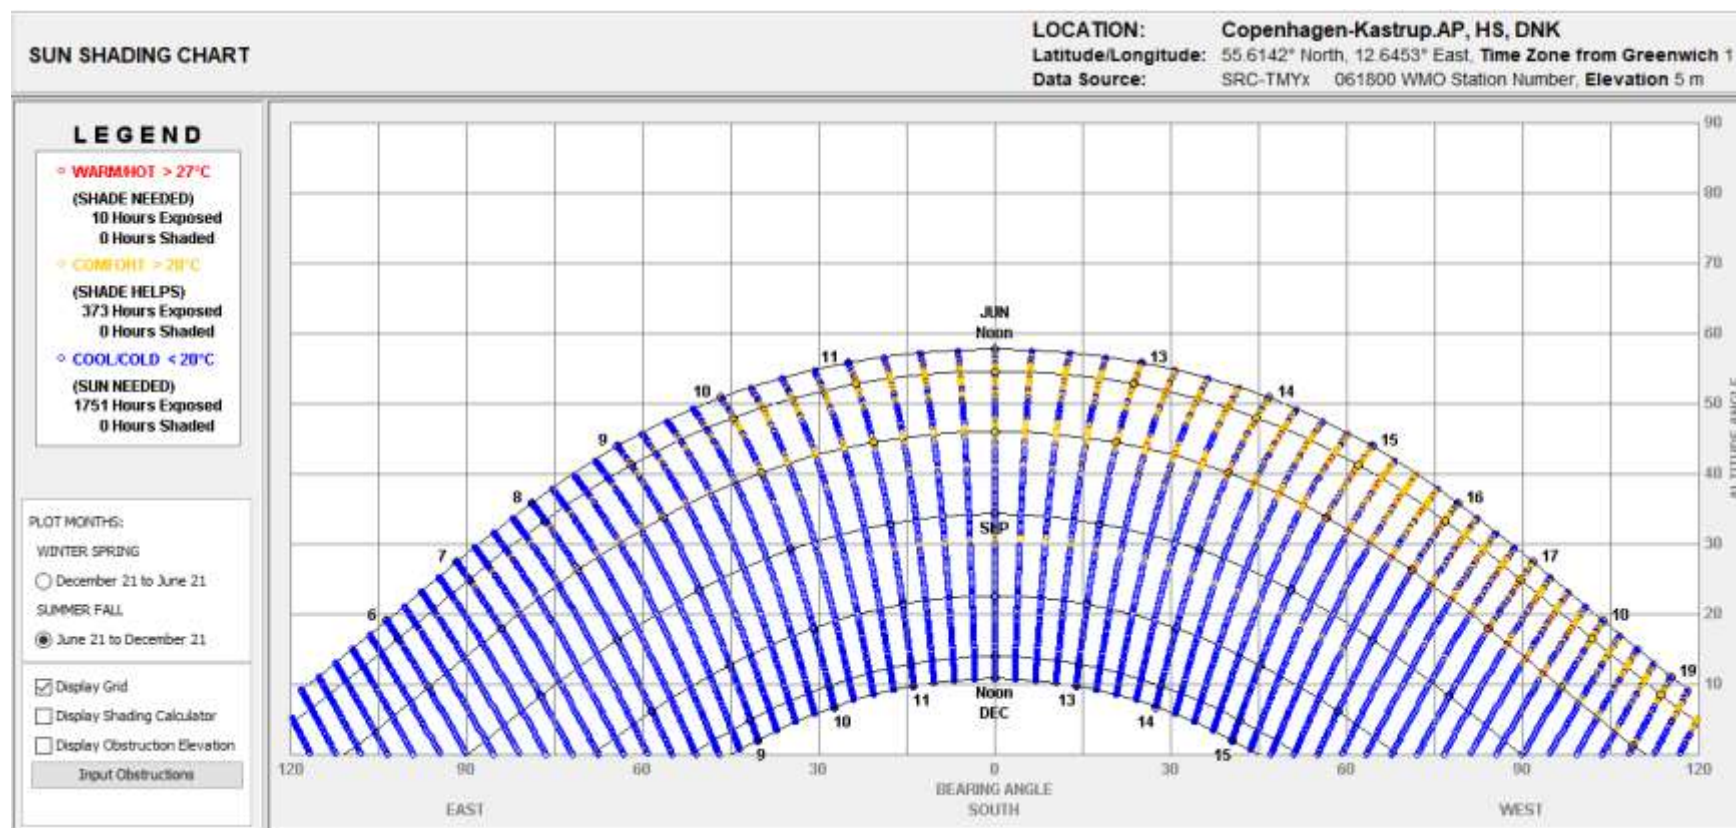 SUN SHADING CHART
LOCATION: Copenhagen-Kastrup.AP, HS, DNK
Latitude/Longitude: 55.6142° North, 12.6453° East, Time Zone from Greenwich 1
Data Source: SRC-TMYx 061800 WMO Station Number, Elevation 5 m
LEGEND
WARM/HOT > 27°C
(SHADE NEEDED)
10 Hours Exposed
0 Hours Shaded
COMFORT > 20°C
(SHADE HELPS)
373 Hours Exposed
0 Hours Shaded
COOL/COLD < 20°C
(SUN NEEDED)
1751 Hours Exposed
0 Hours Shaded
PLOT MONTHS:
WINTER SPRING
December 21 to June 21
SUMMER FALL
June 21 to December 21
Display Grid
Display Shading Calculator
Display Obstruction Elevation
Input Obstructions
90
80
70
60
50
40
30
20
10
ALTITUDE ANGLE
JUN
Noon
11
13
10
14
9
15
8
16
7
17
6
18
19
SEP
Noon
DEC
11
13
10
14
9
15
120 90 60 30 0 30 60 90 120
BEARING ANGLE
EAST SOUTH WEST